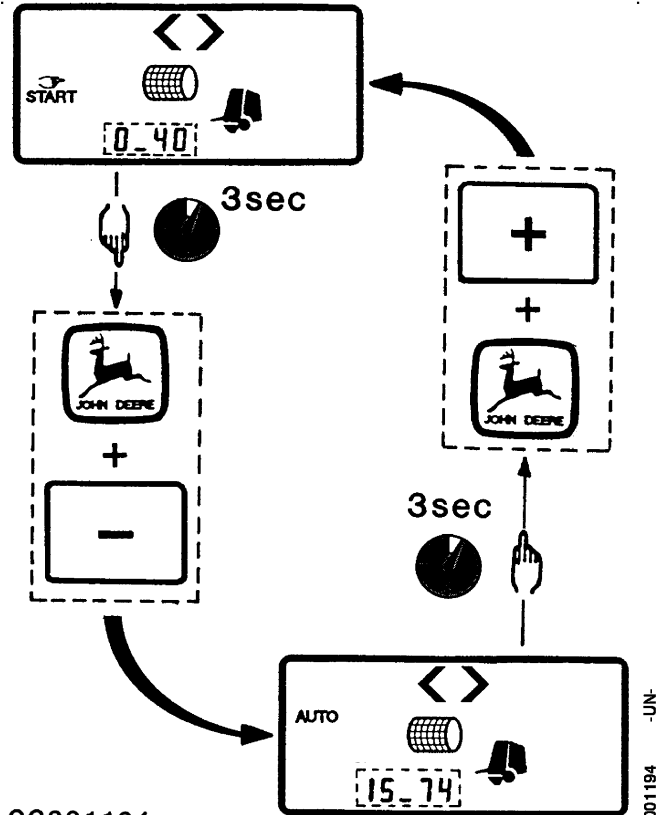 START
0_40
3sec
+
+
JOHN DEERE
JOHN DEERE
+
−
3sec
AUTO
15_74
001194 -UN-